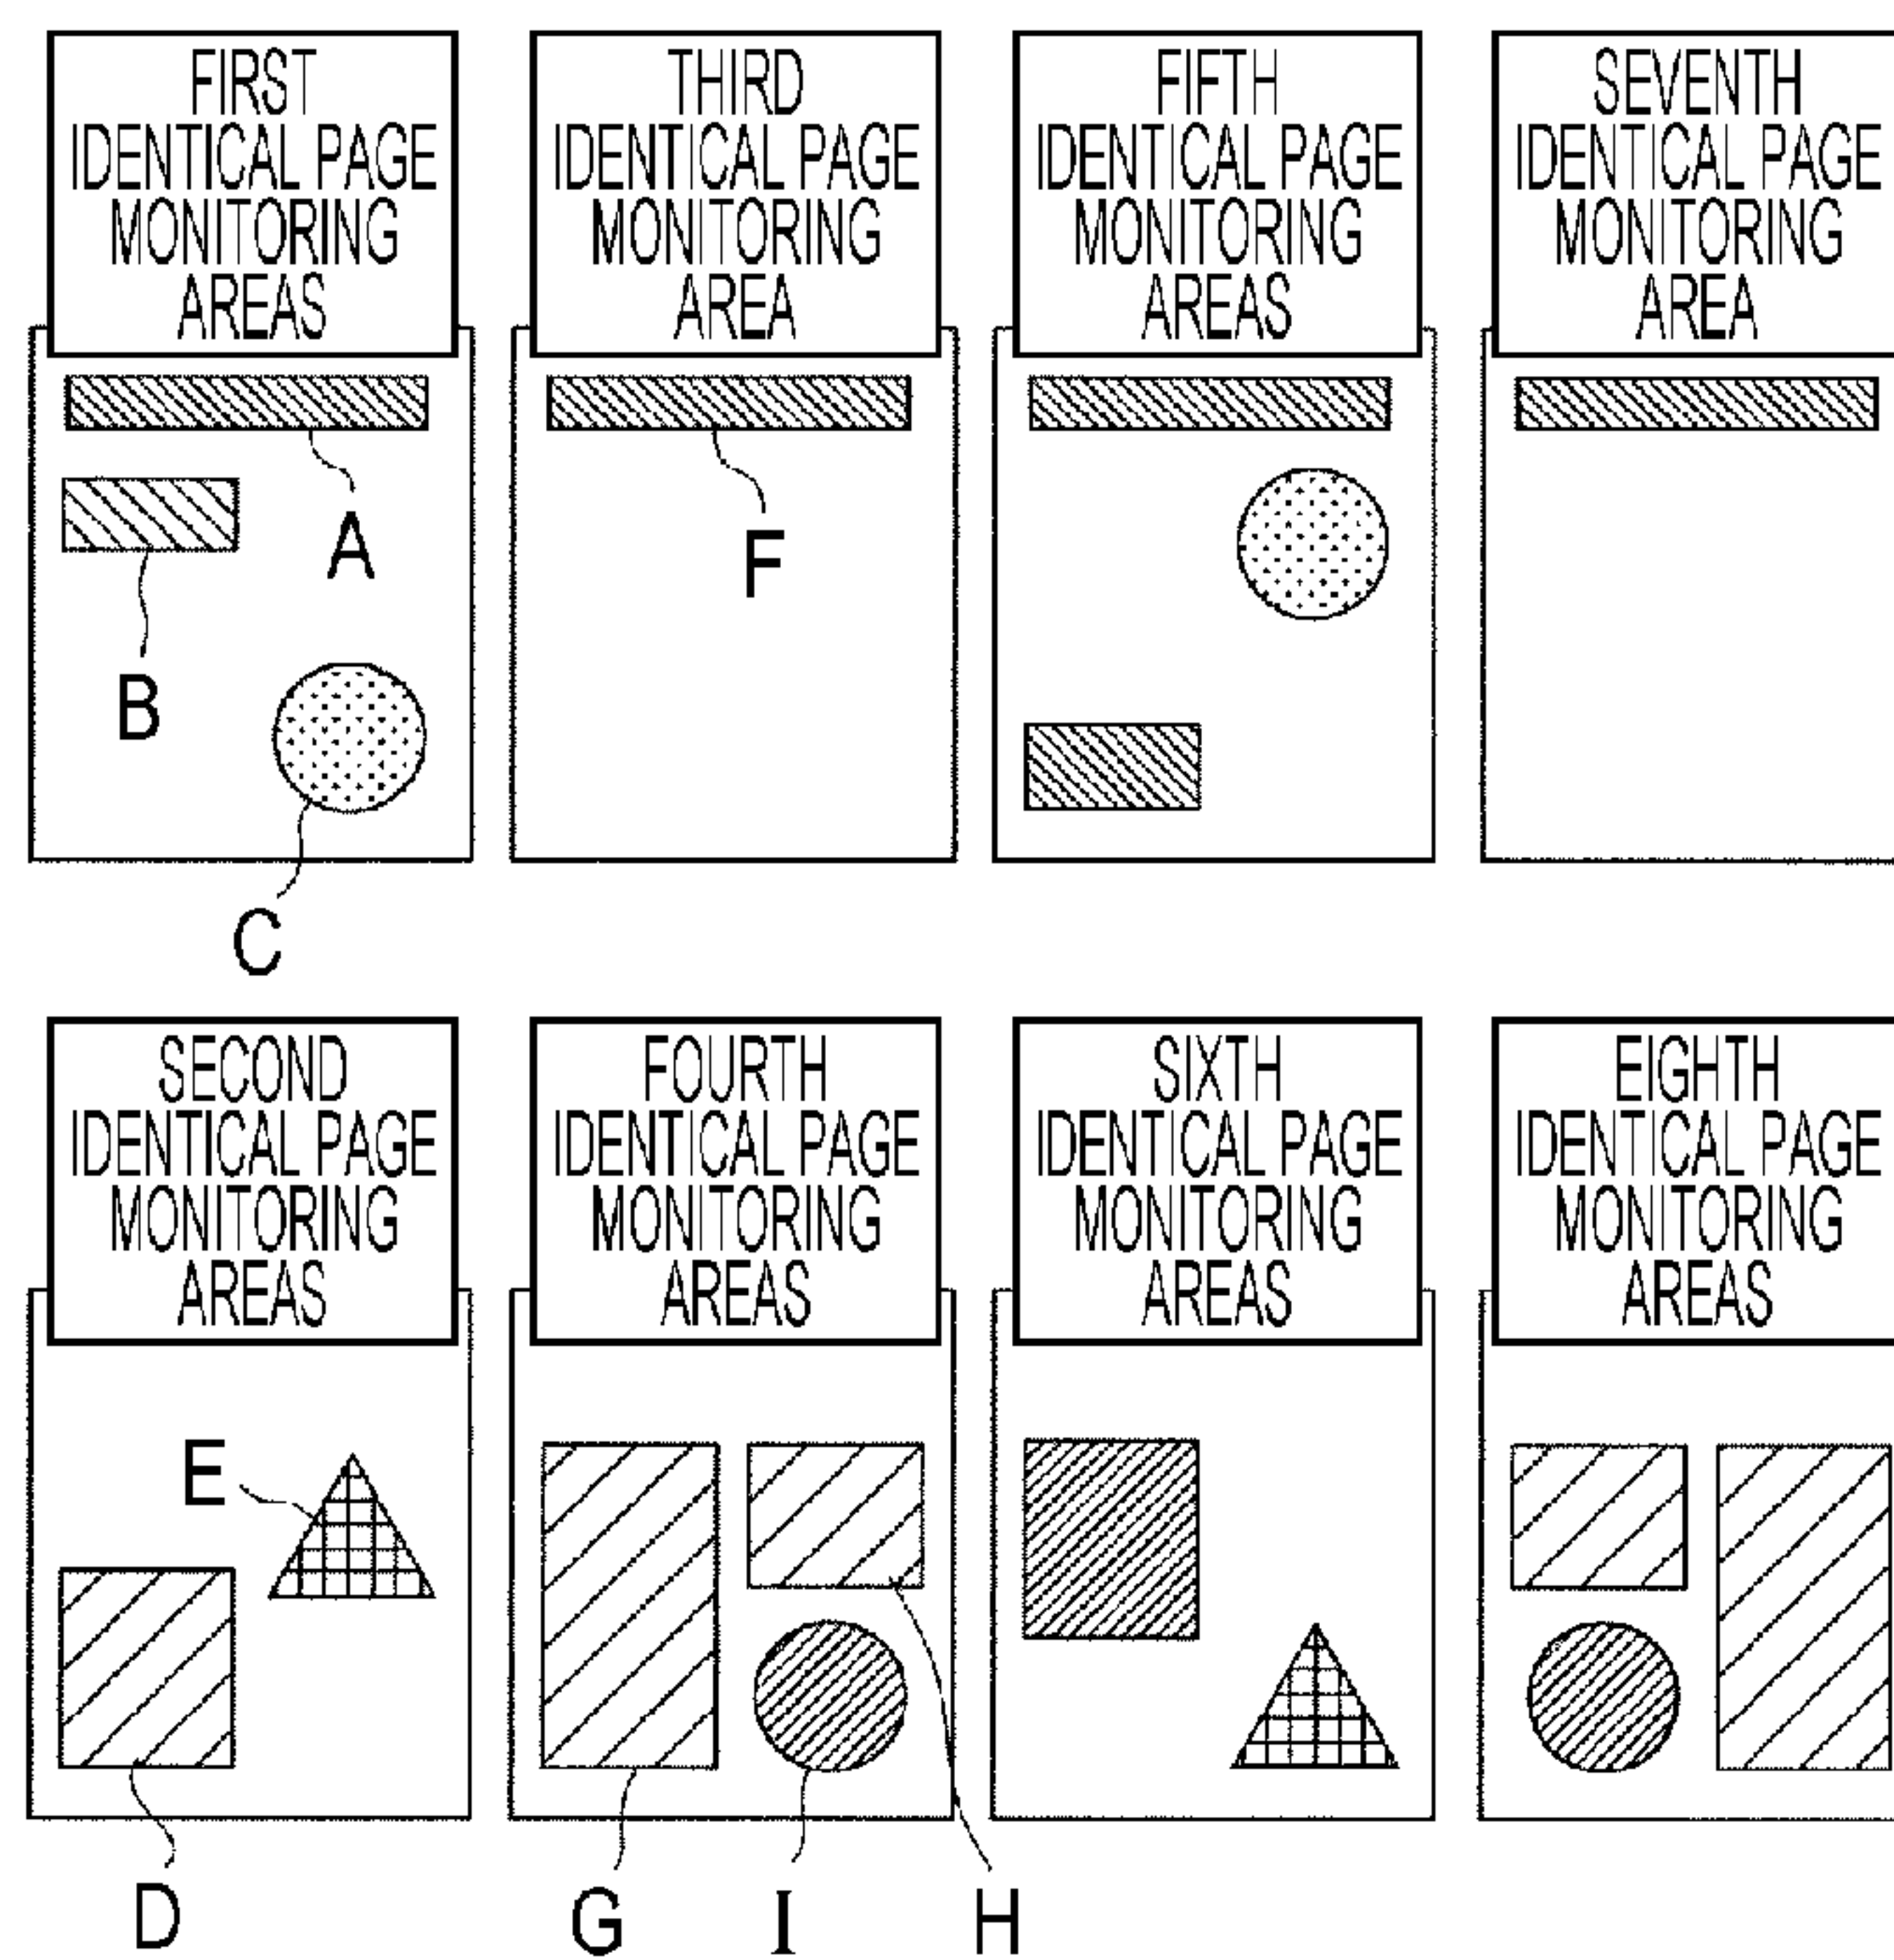 FIRST
IDENTICAL PAGE
MONITORING
AREAS
THIRD
IDENTICAL PAGE
MONITORING
AREA
FIFTH
IDENTICAL PAGE
MONITORING
AREAS
SEVENTH
IDENTICAL PAGE
MONITORING
AREA
A
F
B
C
SECOND
IDENTICAL PAGE
MONITORING
AREAS
FOURTH
IDENTICAL PAGE
MONITORING
AREAS
SIXTH
IDENTICAL PAGE
MONITORING
AREAS
EIGHTH
IDENTICAL PAGE
MONITORING
AREAS
E
D
G
I
H